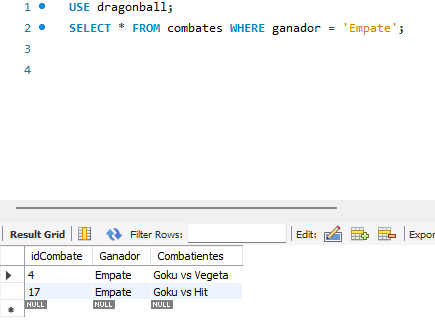 1 USE dragonball;
2 SELECT * FROM combates WHERE ganador = 'Empate';
3
4
Result Grid Filter Rows: Edit: Expor
idCombate Ganador Combatientes
4 Empate Goku vs Vegeta
17 Empate Goku vs Hit
NULL NULL NULL